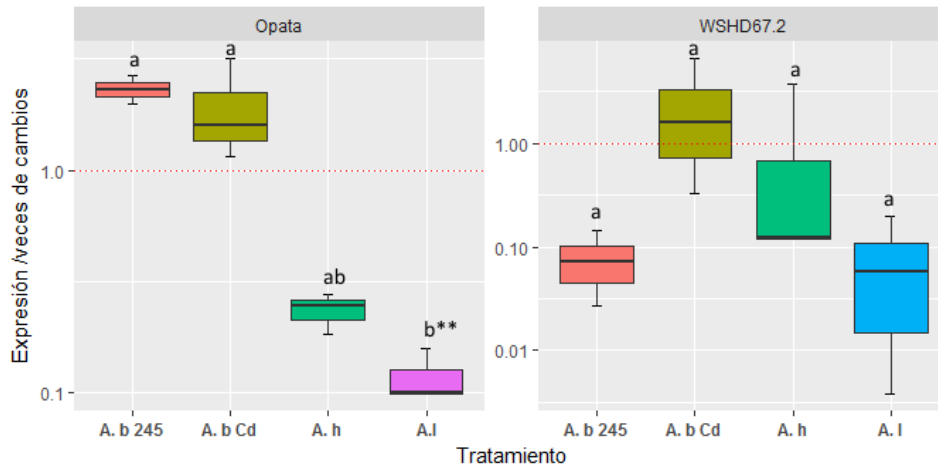 Opata
WSHD67.2
Expresión /veces de cambios
1.0
0.1
a
a
ab
b**
A. b 245
A. b Cd
A. h
A.l
1.00
0.10
0.01
a
a
a
a
A. b 245
A. b Cd
A. h
A. l
Tratamiento